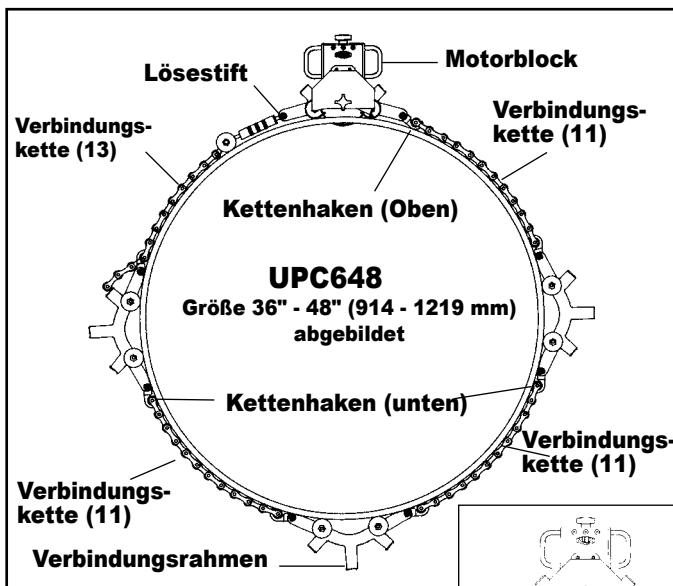 Motorblock
Lösestift
Verbindungs-
kette (11)
Verbindungs-
kette (13)
Kettenhaken (Oben)
UPC648
Größe 36" - 48" (914 - 1219 mm)
abgebildet
Kettenhaken (unten)
Verbindungs-
kette (11)
Verbindungs-
kette (11)
Verbindungsrahmen